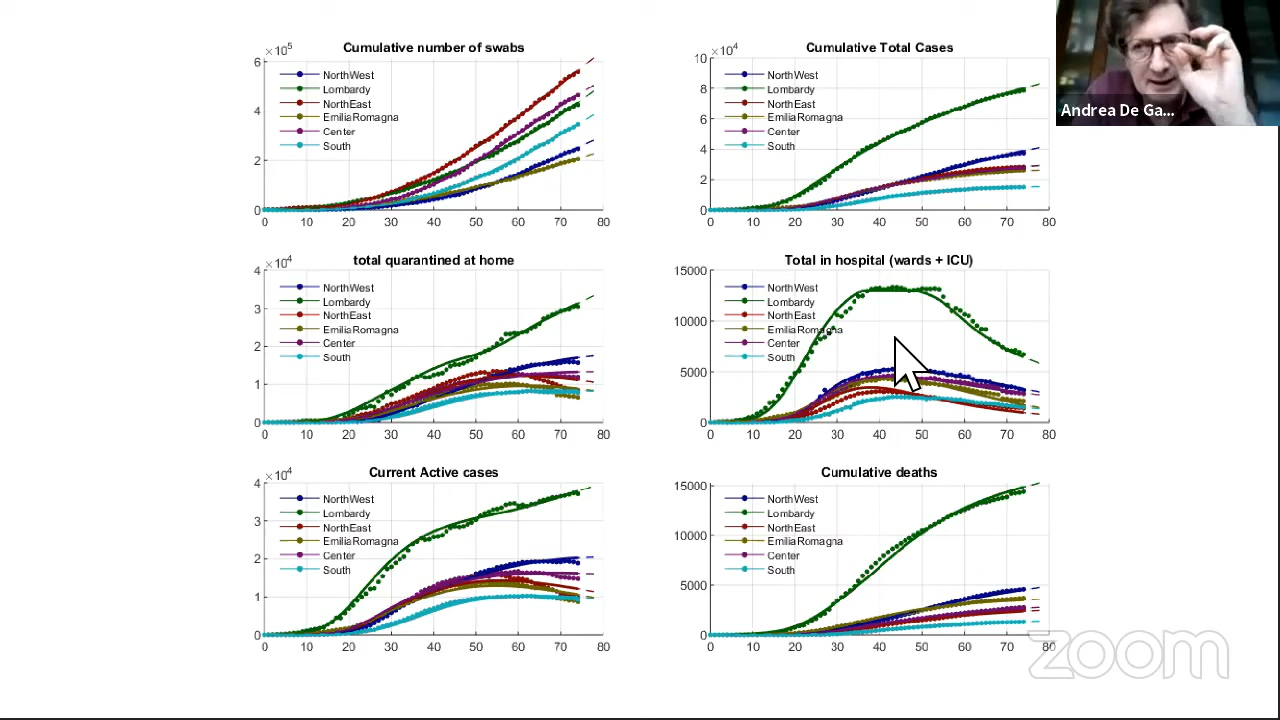 Cumulative number of swabs
×10^5
6
4
2
0
NorthWest
Lombardy
NorthEast
EmiliaRomagna
Center
South
0 10 20 30 40 50 60 70 80
Cumulative Total Cases
×10^4
10
8
6
4
2
0
NorthWest
Lombardy
NorthEast
EmiliaRomagna
Center
South
0 10 20 30 40 50 60 70 80
Andrea De Ga...
total quarantined at home
×10^4
4
3
2
1
0
NorthWest
Lombardy
NorthEast
EmiliaRomagna
Center
South
0 10 20 30 40 50 60 70 80
Total in hospital (wards + ICU)
15000
10000
5000
0
NorthWest
Lombardy
NorthEast
EmiliaRomagna
Center
South
0 10 20 30 40 50 60 70 80
Current Active cases
×10^4
4
3
2
1
0
NorthWest
Lombardy
NorthEast
EmiliaRomagna
Center
South
0 10 20 30 40 50 60 70 80
Cumulative deaths
15000
10000
5000
0
NorthWest
Lombardy
NorthEast
EmiliaRomagna
Center
South
0 10 20 30 40 50 60 70 80
zoom